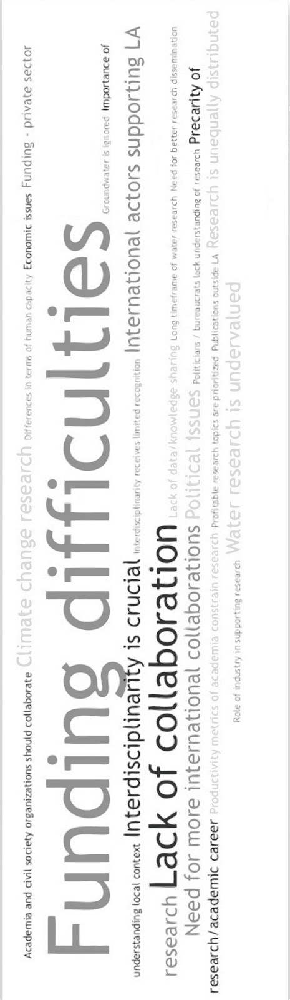 Academia and civil society organizations should collaborate Climate change research Differences in terms of human capacity Economic issues Funding - private sector
Funding difficulties Groundwater is ignored Importance of
understanding local context Interdisciplinarity is crucial Interdisciplinarity receives limited recognition International actors supporting LA
research Lack of collaboration Lack of data/knowledge sharing Long timeframe of water research Need for better research dissemination
Need for more international collaborations Political issues Politicians / bureaucrats lack understanding of research Precarity of
research/academic career Productivity metrics of academia constrain research Profitable research topics are prioritized Publications outside LA Research is unequally distributed
Role of industry in supporting research Water research is undervalued